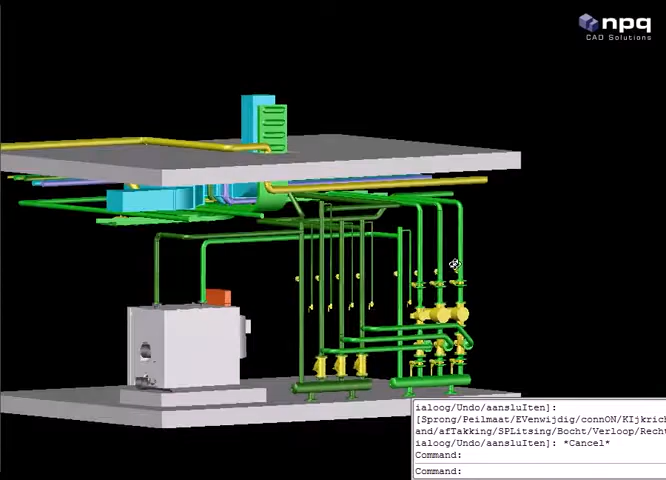 npq
CAD Solutions
ialoog/Undo/aansluIten]:
[Sprong/Peilmaat/EVenwijdig/connON/KIjkrich
and/afTakking/SPLitsing/Bocht/Verloop/Recht
ialoog/Undo/aansluIten]: *Cancel*
Command:
Command: